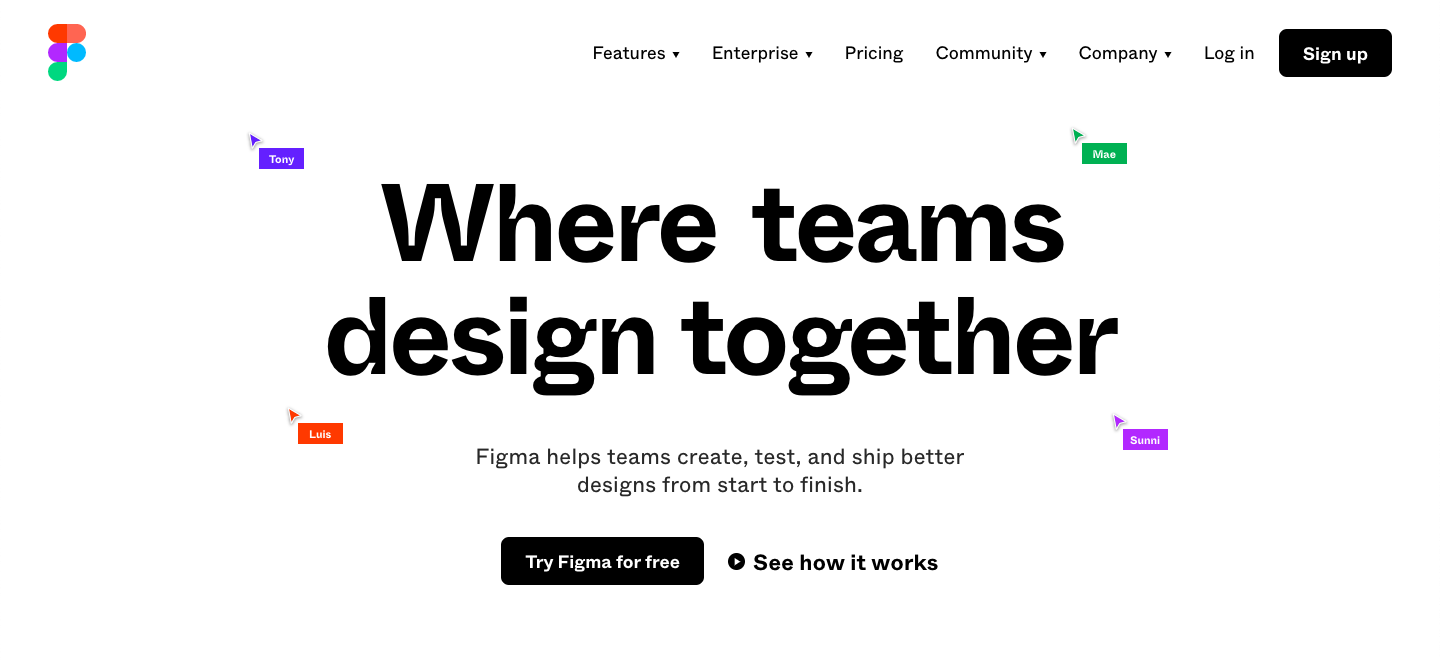 Features Enterprise Pricing Community Company Log in Sign up
Tony
Mae
Where teams
design together
Luis
Sunni
Figma helps teams create, test, and ship better
designs from start to finish.
Try Figma for free See how it works